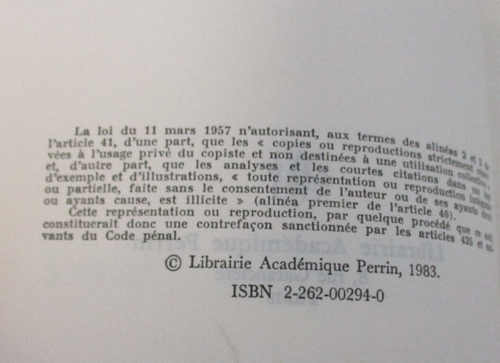 La loi du 11 mars 1957 n'autorisant, aux termes des alinéas 2 et 3 de
l'article 41, d'une part, que les « copies ou reproductions strictement
vées à l'usage privé du copiste et non destinées à une utilisation collective »
et, d'autre part, que les analyses et les courtes citations dans un
d'exemple et d'illustrations, « toute représentation ou reproduction intégrale
ou partielle, faite sans le consentement de l'auteur ou de ses ayants
ou ayants cause, est illicite » (alinéa premier de l'article 40).
Cette représentation ou reproduction, par quelque procédé que ce soit,
constituerait donc une contrefaçon sanctionnée par les articles 425 et
vants du Code pénal.
© Librairie Académique Perrin, 1983.
ISBN 2-262-00294-0